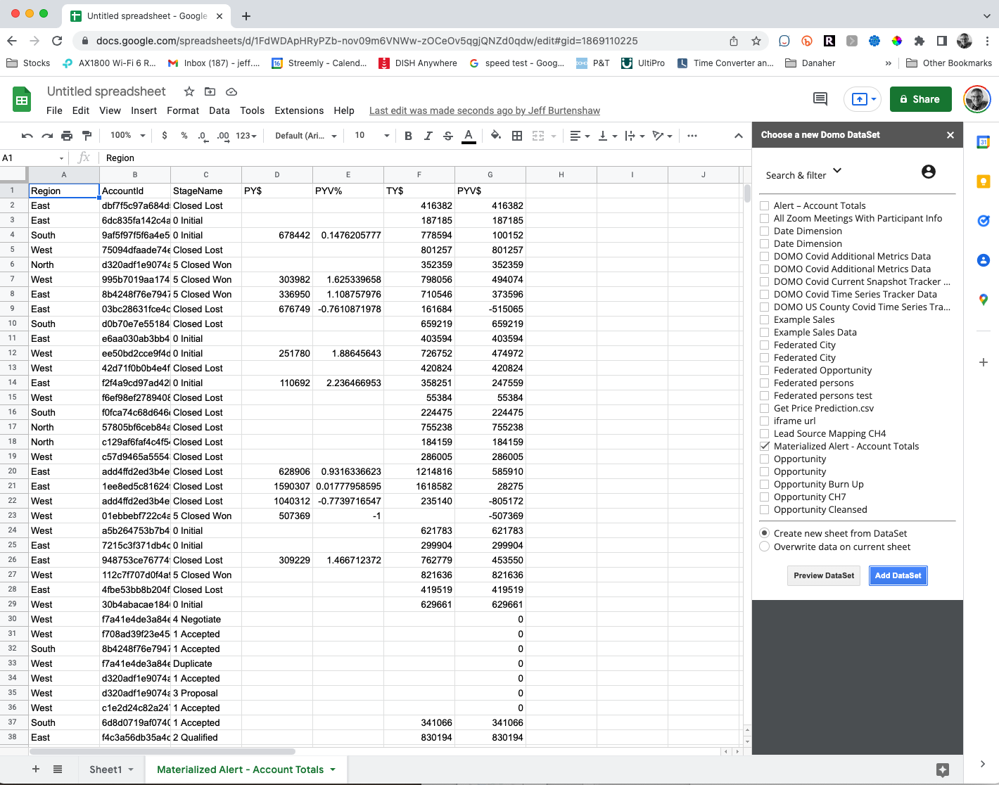 Untitled spreadsheet - Google
docs.google.com/spreadsheets/d/1FdWDApHRyPZb-nov09m6VNWw-zOCeOv5qgjQNZd0qdw/edit#gid=1869110225
Stocks AX1800 Wi-Fi 6 R... Inbox (187) - jeff.... Streemly - Calend... DISH Anywhere speed test - Goog... P&T UltiPro Time Converter an... Danaher » Other Bookmarks
Untitled spreadsheet
File Edit View Insert Format Data Tools Extensions Help Last edit was made seconds ago by Jeff Burtenshaw
Share
100% $ % .0 .00 123 Default (Ari... 10 B I S A
A1 fx Region
A B C D E F G H I J
1 Region AccountId StageName PY$ PYV% TY$ PYV$
2 East dbf7f5c97a684d Closed Lost 416382 416382
3 East 6dc835fa142c4a 0 Initial 187185 187185
4 South 9af5f97f5f6a4e5 0 Initial 678442 0.1476205777 778594 100152
5 West 75094dfaade74e Closed Lost 801257 801257
6 North d320adf1e9074a 5 Closed Won 352359 352359
7 West 995b7019aa174 5 Closed Won 303982 1.625339658 798056 494074
8 East 8b4248f76e7947 5 Closed Won 336950 1.108757976 710546 373596
9 East 03bc28631fce4c Closed Lost 676749 -0.7610871978 161684 -515065
10 South d0b70e7e55184 Closed Lost 659219 659219
11 East e6aa030ab3bb4 0 Initial 403594 403594
12 West ee50bd2cce9f4d 0 Initial 251780 1.88645643 726752 474972
13 West 42d71f0b0b4e4f Closed Lost 420824 420824
14 East f2f4a9cd97ad42 0 Initial 110692 2.236466953 358251 247559
15 West f6ef98ef2789408 Closed Lost 55384 55384
16 South f0fca74c68d646 Closed Lost 224475 224475
17 North 57805bf6ceb84a Closed Lost 755238 755238
18 North c129af6faf4c4f5 Closed Lost 184159 184159
19 West c57d9465a5554 Closed Lost 286005 286005
20 East add4ffd2ed3b4e Closed Lost 628906 0.9316336623 1214816 585910
21 East 1ee8ed5c81624 Closed Lost 1590307 0.01777958595 1618582 28275
22 West add4ffd2ed3b4e Closed Lost 1040312 -0.7739716547 235140 -805172
23 West 01ebbebf722c4a 5 Closed Won 507369 -1 -507369
24 West a5b264753b7b4 0 Initial 621783 621783
25 East 7215c3f371db4c 0 Initial 299904 299904
26 East 948753ce76774 Closed Lost 309229 1.466712372 762779 453550
27 West 112c7f707d0f4a 5 Closed Won 821636 821636
28 East 4fbe53bb8b204f Closed Lost 419519 419519
29 West 30b4abacae184 0 Initial 629661 629661
30 West f7a41e4de3a84e 4 Negotiate 0
31 West f708ad39f23e45 1 Accepted 0
32 South 8b4248f76e7947 1 Accepted 0
33 West f7a41e4de3a84e Duplicate 0
34 West d320adf1e9074a 1 Accepted 0
35 West d320adf1e9074a 3 Proposal 0
36 West c1e2d24c82a24 1 Accepted 0
37 South 6d8d0719af0740 1 Accepted 341066 341066
38 East f4c3a56db35a4c 2 Qualified 830194 830194
Sheet1 Materialized Alert - Account Totals
Choose a new Domo DataSet
Search & filter
Alert – Account Totals
All Zoom Meetings With Participant Info
Date Dimension
Date Dimension
DOMO Covid Additional Metrics Data
DOMO Covid Additional Metrics Data
DOMO Covid Current Snapshot Tracker ...
DOMO Covid Time Series Tracker Data
DOMO US County Covid Time Series Tra...
Example Sales
Example Sales Data
Federated City
Federated City
Federated Opportunity
Federated persons
Federated persons test
Get Price Prediction.csv
iframe url
Lead Source Mapping CH4
Materialized Alert - Account Totals
Opportunity
Opportunity
Opportunity Burn Up
Opportunity CH7
Opportunity Cleansed
Create new sheet from DataSet
Overwrite data on current sheet
Preview DataSet Add DataSet